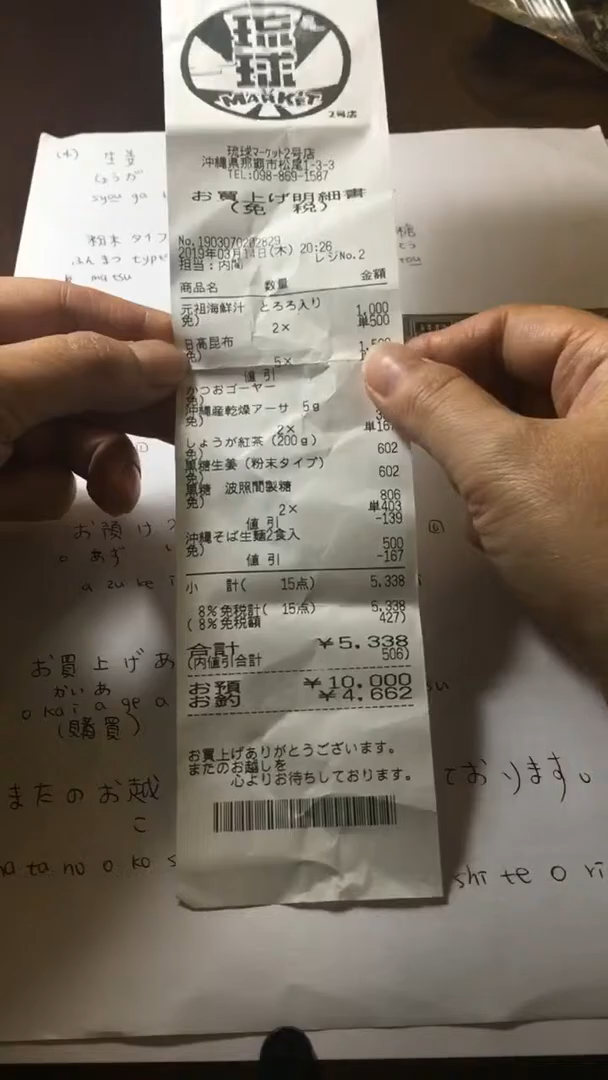 琉球
MARKET
2号店
琉球マーケット2号店
沖縄県那覇市松尾1-3-3
TEL:098-869-1587
お買上げ明細書
(免 税)
2019年03月14日(木) 20:26
担当:内間 レジNo.2
商品名 数量 金額
元祖海鮮汁 とろろ入り 1,000
免) 2× 単500
日高昆布
免) 5×
値引
かつおゴーヤー
免)
沖縄産乾燥アーサ 5g
免) 2×
しょうが紅茶(200g) 602
免)
黒糖生姜(粉末タイプ) 602
免)
黒糖 波照間製糖 806
免) 2× 単403
値引 -139
沖縄そば生麺2食入 500
免)
値引 -167
小 計( 15点) 5,338
8%免税計( 15点) 5,338
(8%免税額 427)
合計 ¥5,338
(内値引合計 506)
お預 ¥10,000
お釣 ¥4,662
お買上げありがとうございます。
またのお越しを
心よりお待ちしております。
(4) 生姜
しょうが
syou ga
粉末 タイプ
ふんまつ type
matsu
糖
とう
tou
お預け
あず
a zu ke
お買上げあ
かい あ
o kai a ge a
(購買)
またのお越
こ
ta no o ko s
ております。
shi te o ri